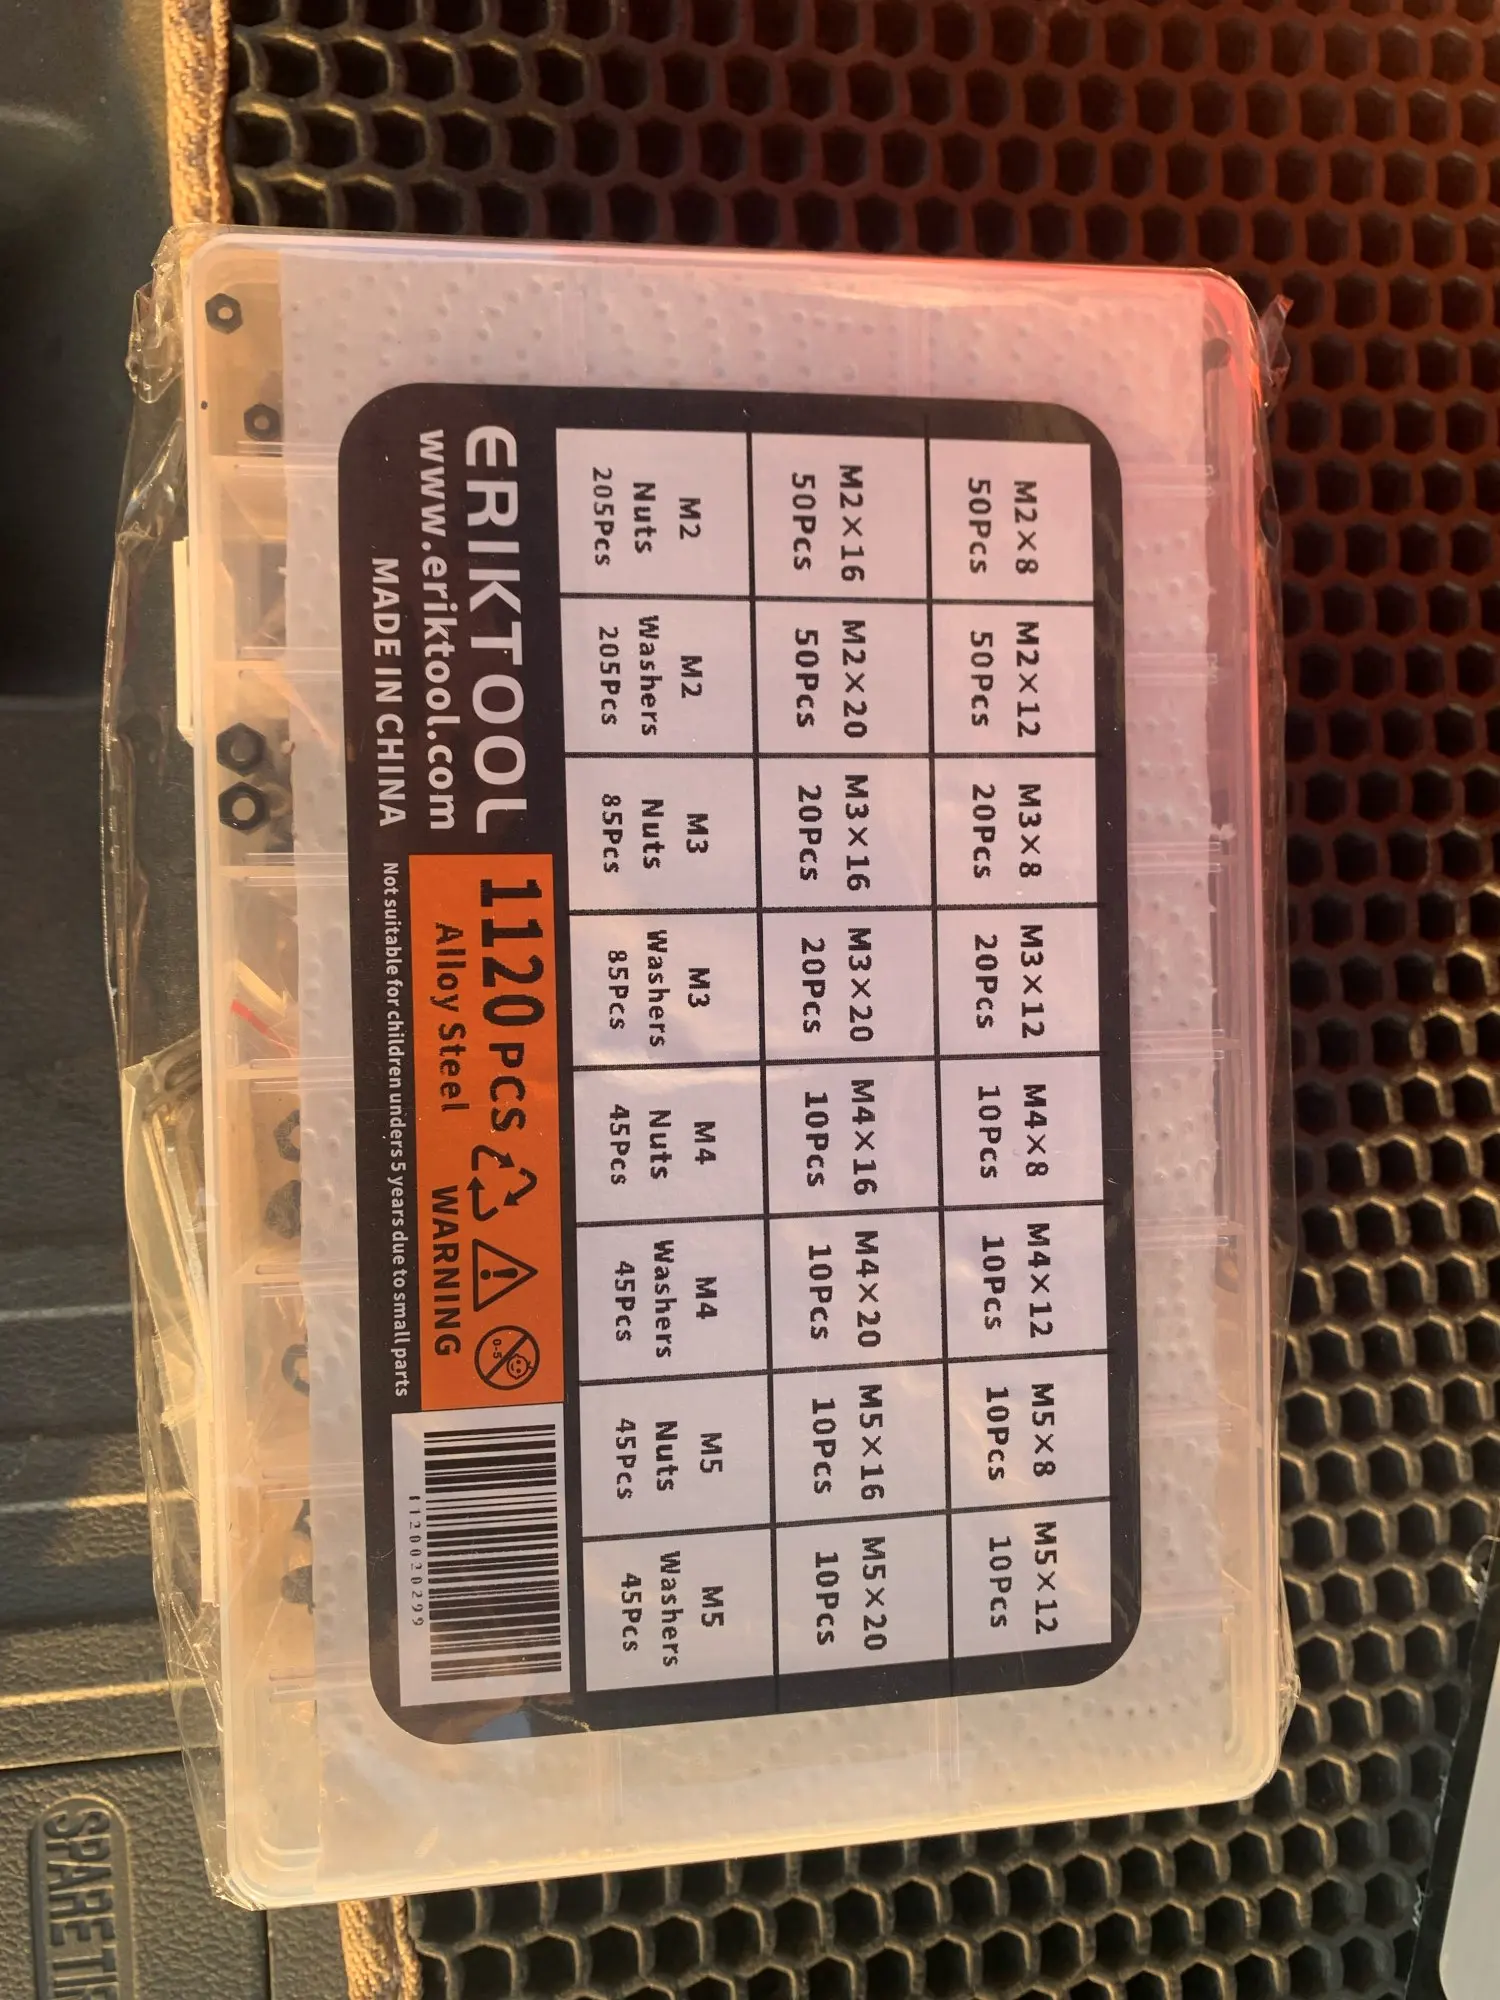 M2×8
50Pcs
M2×12
50Pcs
M3×8
20Pcs
M3×12
20Pcs
M4×8
10Pcs
M4×12
10Pcs
M5×8
10Pcs
M5×12
10Pcs
M2×16
50Pcs
M2×20
50Pcs
M3×16
20Pcs
M3×20
20Pcs
M4×16
10Pcs
M4×20
10Pcs
M5×16
10Pcs
M5×20
10Pcs
M2
Nuts
205Pcs
M2
Washers
205Pcs
M3
Nuts
85Pcs
M3
Washers
85Pcs
M4
Nuts
45Pcs
M4
Washers
45Pcs
M5
Nuts
45Pcs
M5
Washers
45Pcs
ERIKTOOL
www.eriktool.com
MADE IN CHINA
1120 PCS
Alloy Steel
WARNING
0-5
Not suitable for children unders 5 years due to small parts
SPARE